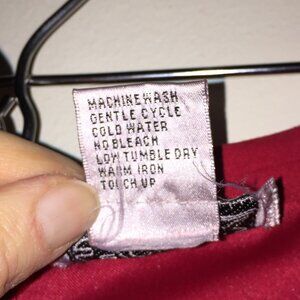 MACHINE WASH
GENTLE CYCLE
COLD WATER
NO BLEACH
LOW TUMBLE DRY
WARM IRON
TOUCH UP